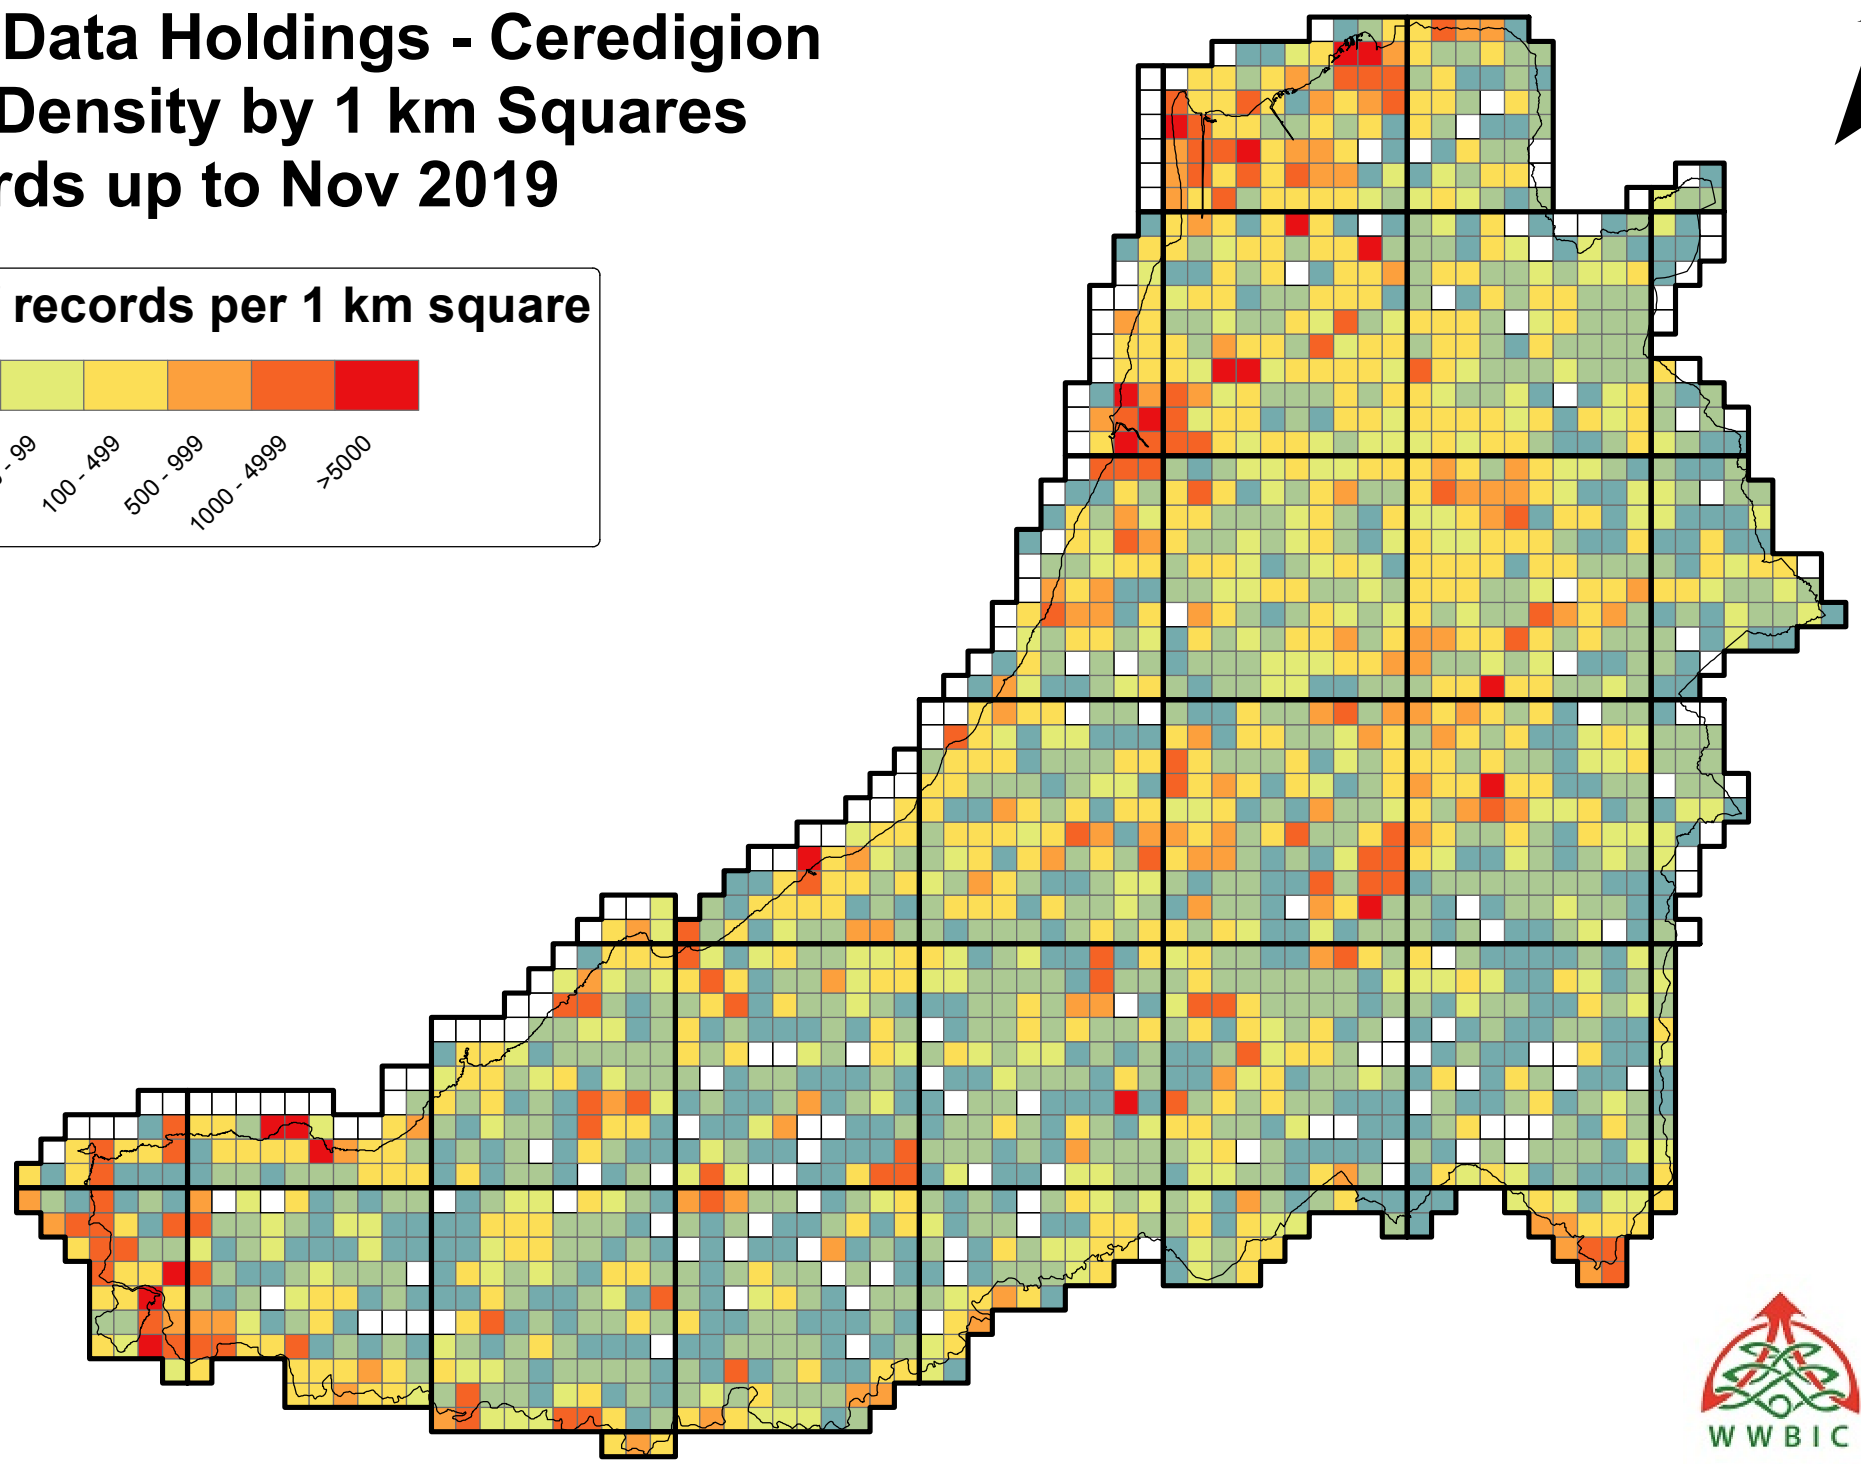 Data Holdings - Ceredigion
Density by 1 km Squares
rds up to Nov 2019
records per 1 km square
- 99
100 - 499
500 - 999
1000 - 4999
>5000
WWBIC